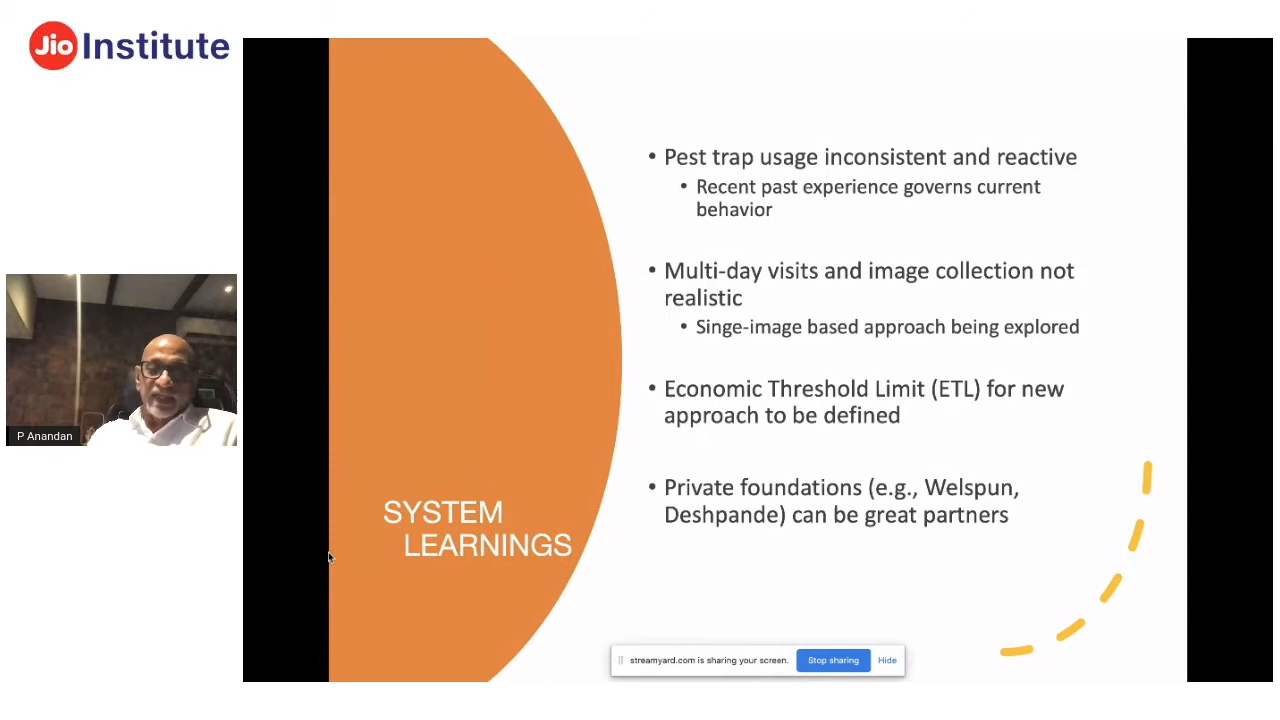 Jio Institute
• Pest trap usage inconsistent and reactive
• Recent past experience governs current
behavior
• Multi-day visits and image collection not
realistic
• Singe-image based approach being explored
• Economic Threshold Limit (ETL) for new
approach to be defined
• Private foundations (e.g., Welspun,
Deshpande) can be great partners
SYSTEM
LEARNINGS
P Anandan
streamyard.com is sharing your screen. Stop sharing Hide